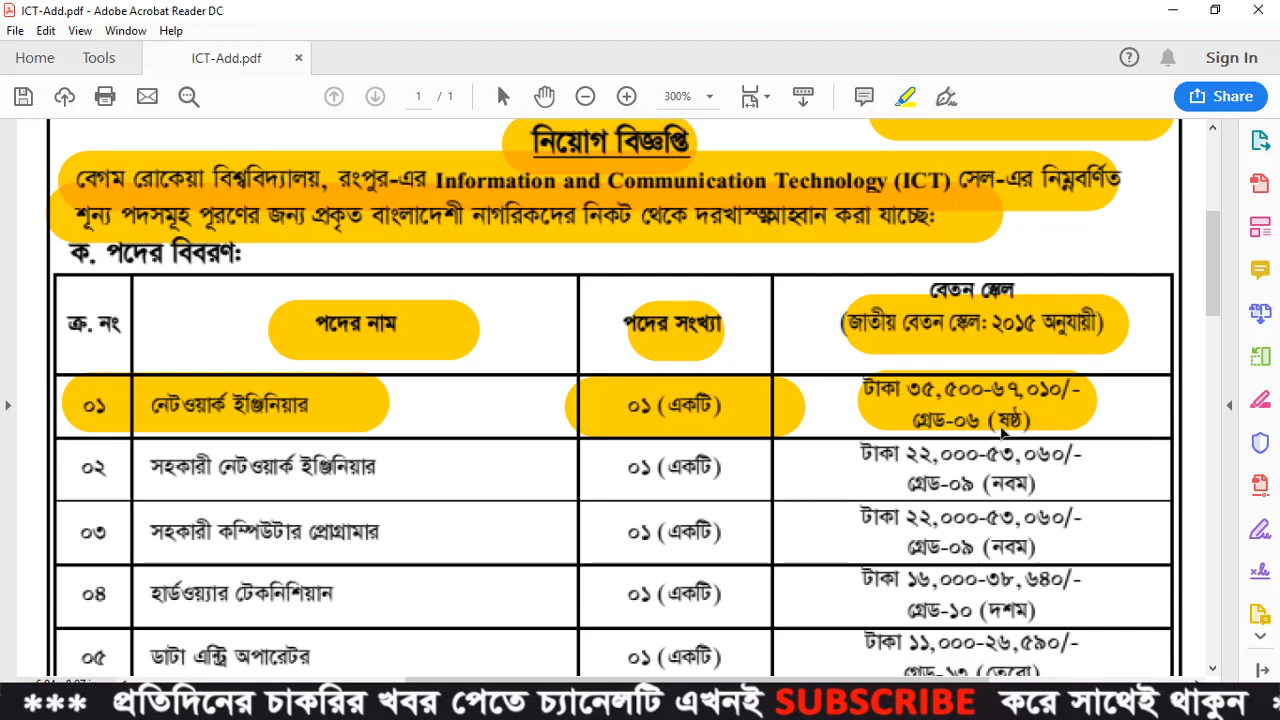 ICT-Add.pdf - Adobe Acrobat Reader DC
File Edit View Window Help
Home Tools ICT-Add.pdf × Sign In
1 / 1 300% Share
নিয়োগ বিজ্ঞপ্তি
বেগম রোকেয়া বিশ্ববিদ্যালয়, রংপুর-এর Information and Communication Technology (ICT) সেল-এর নিম্নবর্ণিত
শূন্য পদসমূহ পূরণের জন্য প্রকৃত বাংলাদেশী নাগরিকদের নিকট থেকে আহ্বান করা যাচ্ছে:
ক. পদের বিবরণ:
ক্র. নং পদের নাম পদের সংখ্যা বেতন স্কেল
(জাতীয় বেতন স্কেল: ২০১৫ অনুযায়ী)
০১ নেটওয়ার্ক ইঞ্জিনিয়ার ০১ (একটি) টাকা ৩৫,৫০০-৬৭,০১০/-
গ্রেড-০৬ (ষষ্ঠ)
০২ সহকারী নেটওয়ার্ক ইঞ্জিনিয়ার ০১ (একটি) টাকা ২২,০০০-৫৩,০৬০/-
গ্রেড-০৯ (নবম)
০৩ সহকারী কম্পিউটার প্রোগ্রামার ০১ (একটি) টাকা ২২,০০০-৫৩,০৬০/-
গ্রেড-০৯ (নবম)
০৪ হার্ডওয়্যার টেকনিশিয়ান ০১ (একটি) টাকা ১৬,০০০-৩৮,৬৪০/-
গ্রেড-১০ (দশম)
০৫ ডাটা এন্ট্রি অপারেটর ০১ (একটি) টাকা ১১,০০০-২৬,৫৯০/-
গ্রেড-১৩ (তেরো)
*** প্রতিদিনের চাকরির খবর পেতে চ্যানেলটি এখনই SUBSCRIBE করে সাথেই থাকুন